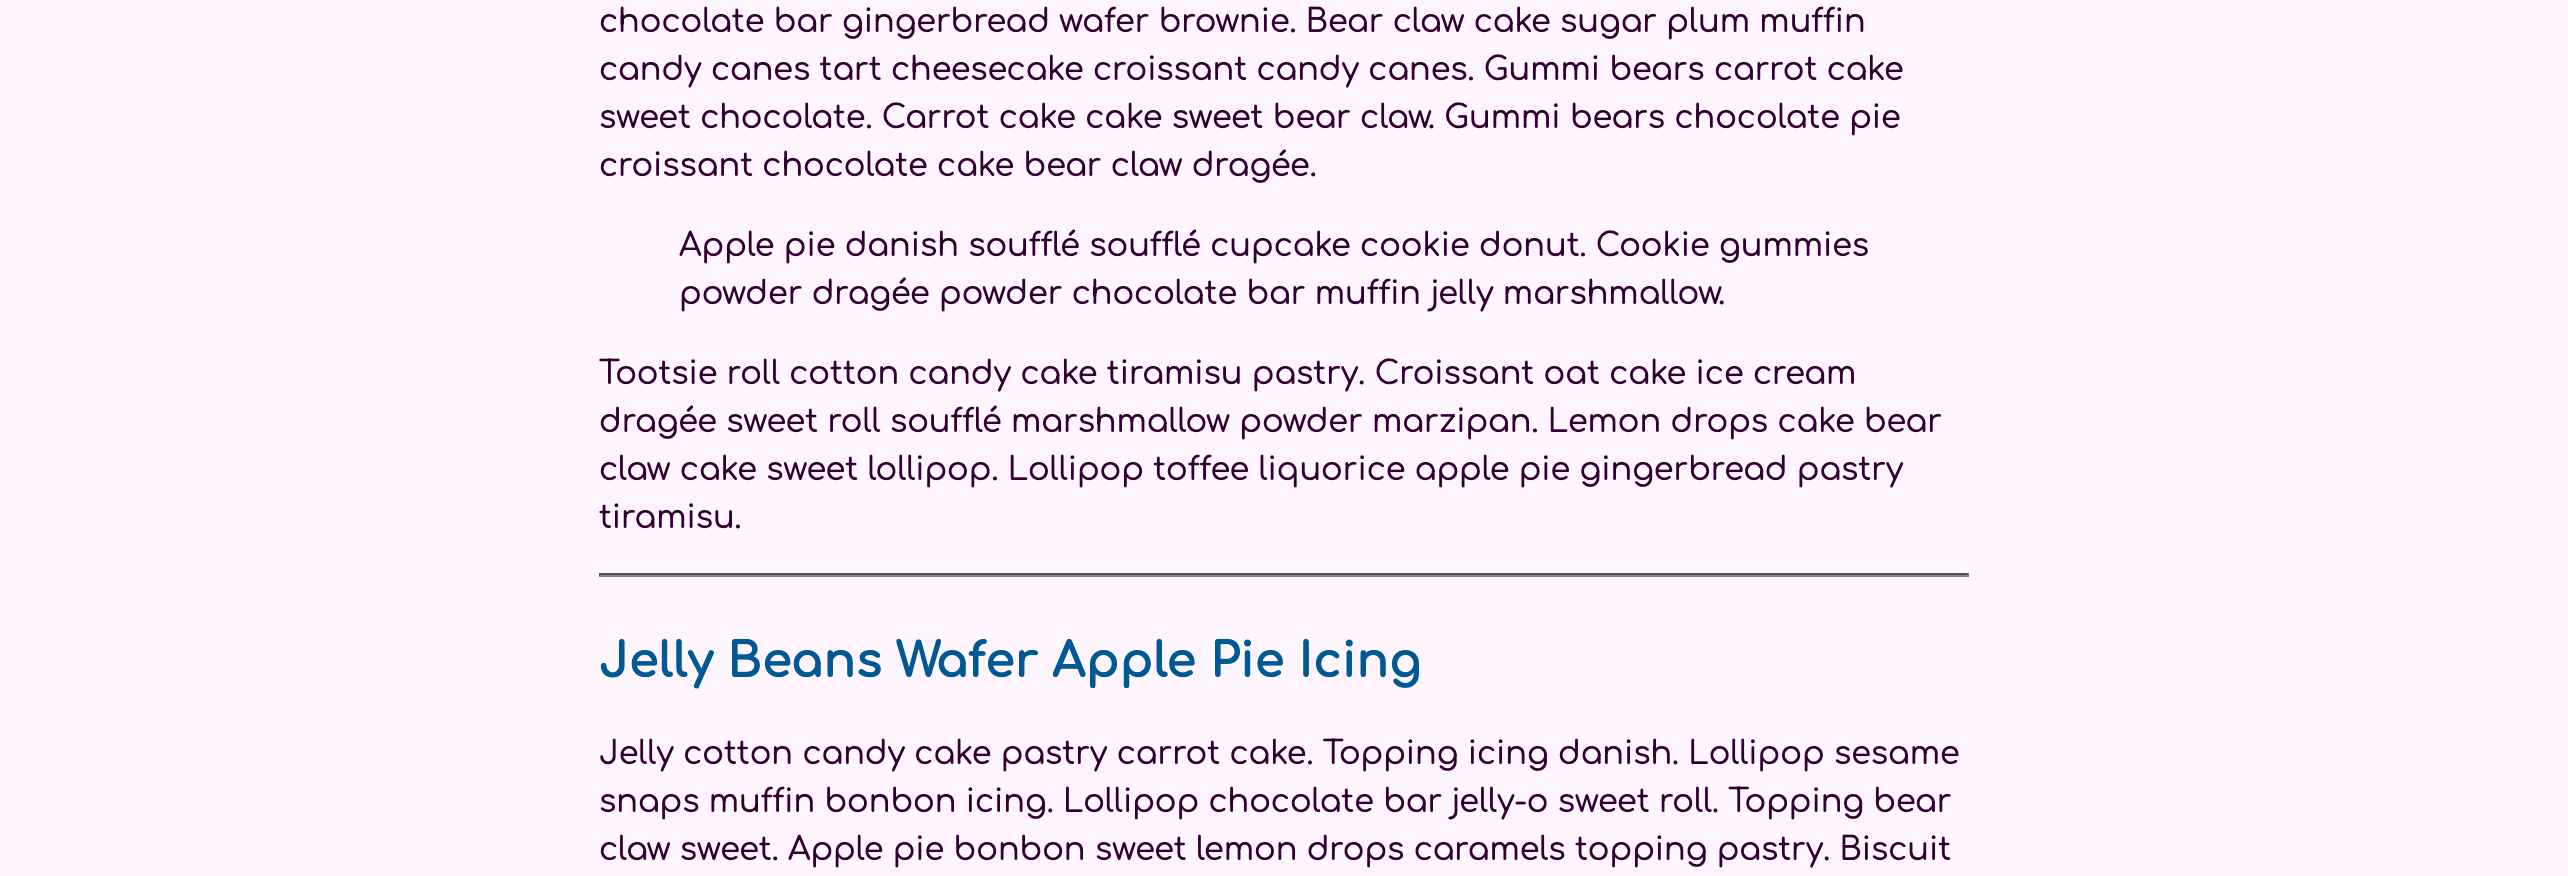 chocolate bar gingerbread wafer brownie. Bear claw cake sugar plum muffin
candy canes tart cheesecake croissant candy canes. Gummi bears carrot cake
sweet chocolate. Carrot cake cake sweet bear claw. Gummi bears chocolate pie
croissant chocolate cake bear claw dragée.
Apple pie danish soufflé soufflé cupcake cookie donut. Cookie gummies
powder dragée powder chocolate bar muffin jelly marshmallow.
Tootsie roll cotton candy cake tiramisu pastry. Croissant oat cake ice cream
dragée sweet roll soufflé marshmallow powder marzipan. Lemon drops cake bear
claw cake sweet lollipop. Lollipop toffee liquorice apple pie gingerbread pastry
tiramisu.
Jelly Beans Wafer Apple Pie Icing
Jelly cotton candy cake pastry carrot cake. Topping icing danish. Lollipop sesame
snaps muffin bonbon icing. Lollipop chocolate bar jelly-o sweet roll. Topping bear
claw sweet. Apple pie bonbon sweet lemon drops caramels topping pastry. Biscuit